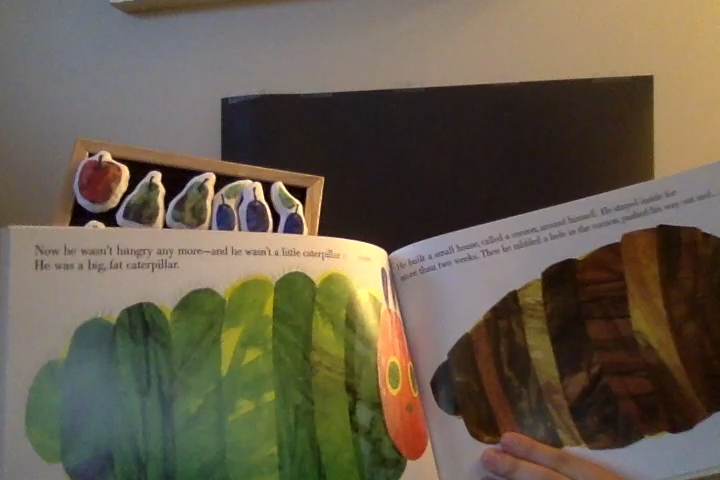 Now he wasn't hungry any more—and he wasn't a little caterpillar
He was a big, fat caterpillar.
He built a small house, called a cocoon, around himself. He stayed inside for
more than two weeks. Then he nibbled a hole in the cocoon, pushed his way out and...